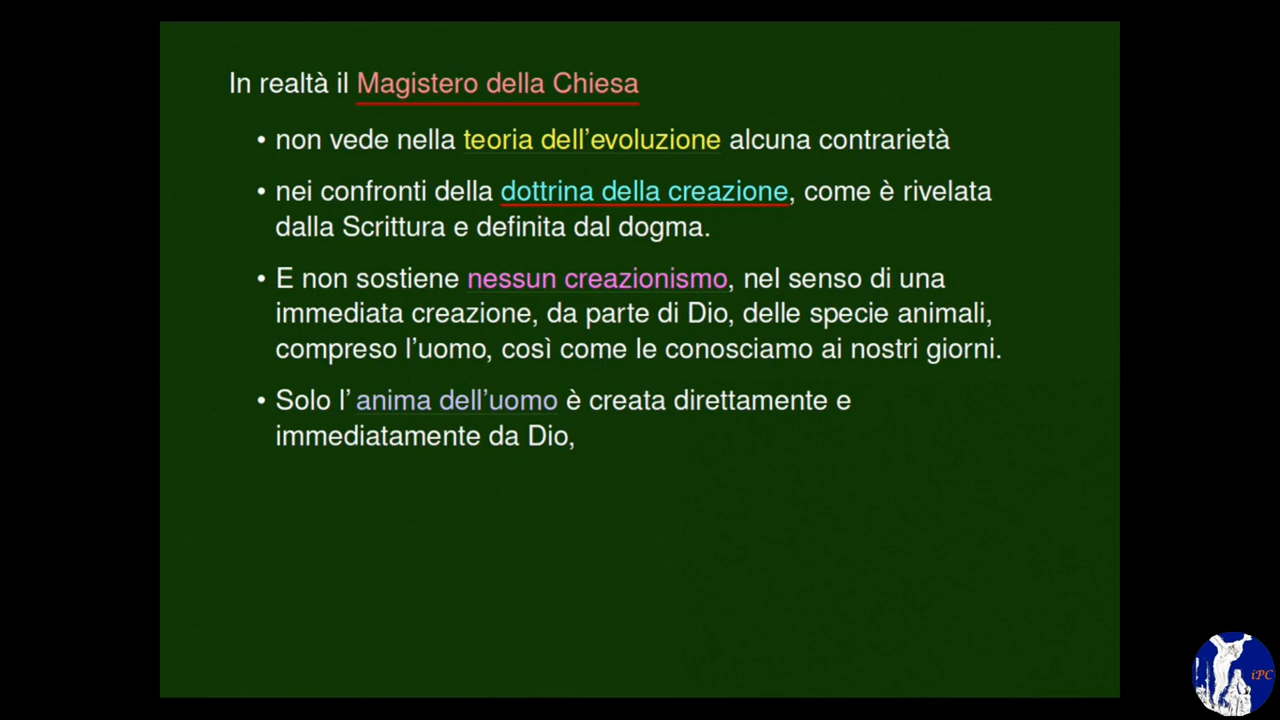 In realtà il Magistero della Chiesa
• non vede nella teoria dell'evoluzione alcuna contrarietà
• nei confronti della dottrina della creazione, come è rivelata
dalla Scrittura e definita dal dogma.
• E non sostiene nessun creazionismo, nel senso di una
immediata creazione, da parte di Dio, delle specie animali,
compreso l'uomo, così come le conosciamo ai nostri giorni.
• Solo l' anima dell'uomo è creata direttamente e
immediatamente da Dio,
iPC